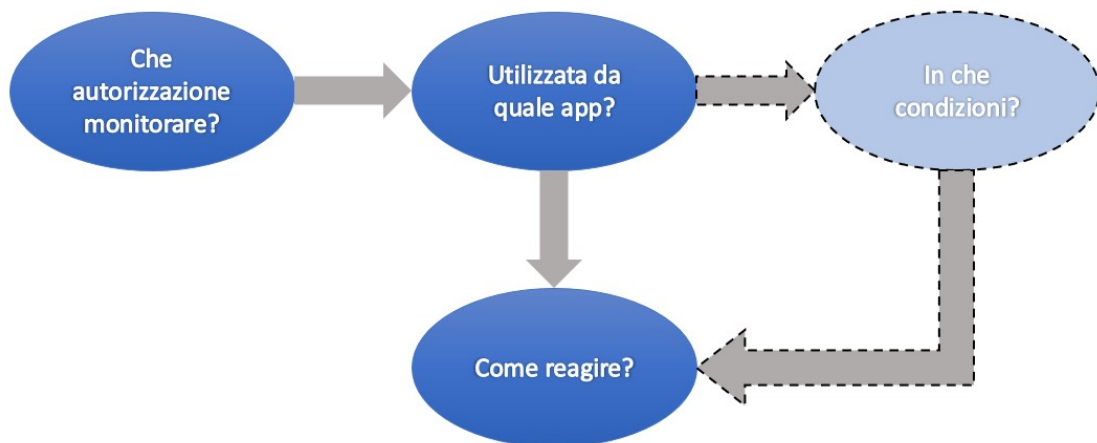 Che
autorizzazione
monitorare?
Utilizzata da
quale app?
In che
condizioni?
Come reagire?